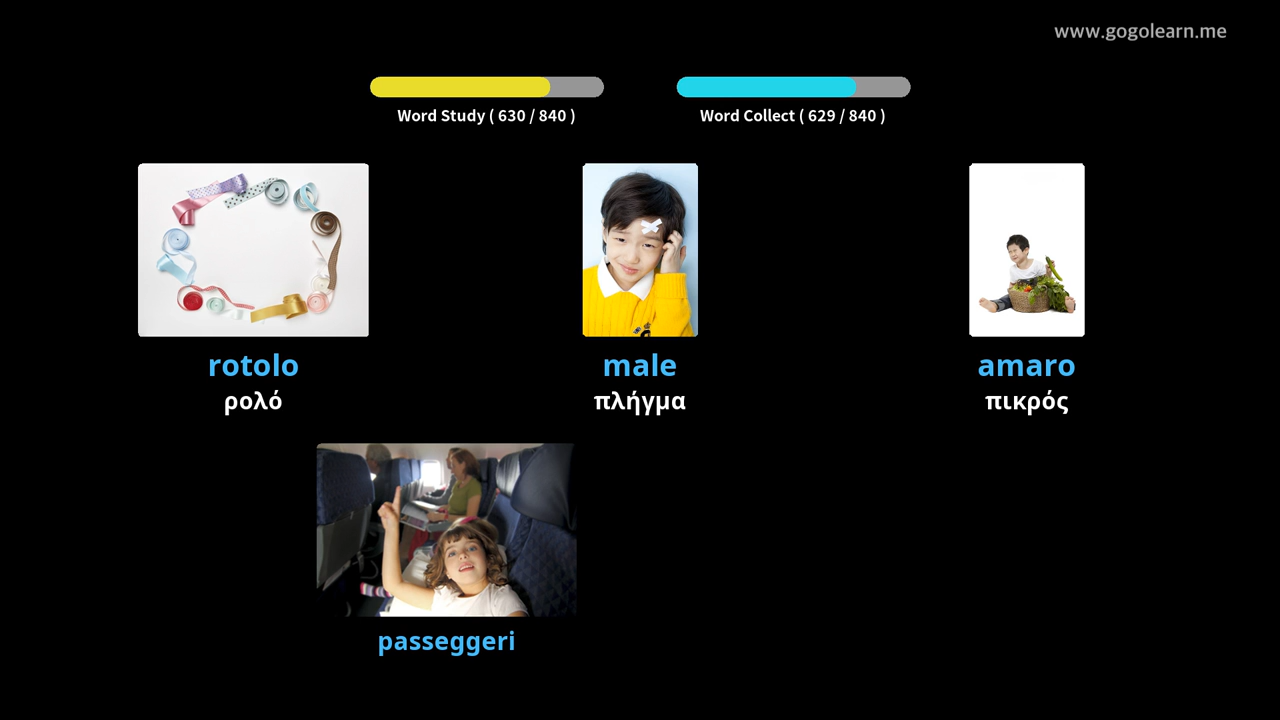 www.gogolearn.me
Word Study ( 630 / 840 )
Word Collect ( 629 / 840 )
rotolo
ρολό
male
πλήγμα
amaro
πικρός
passeggeri